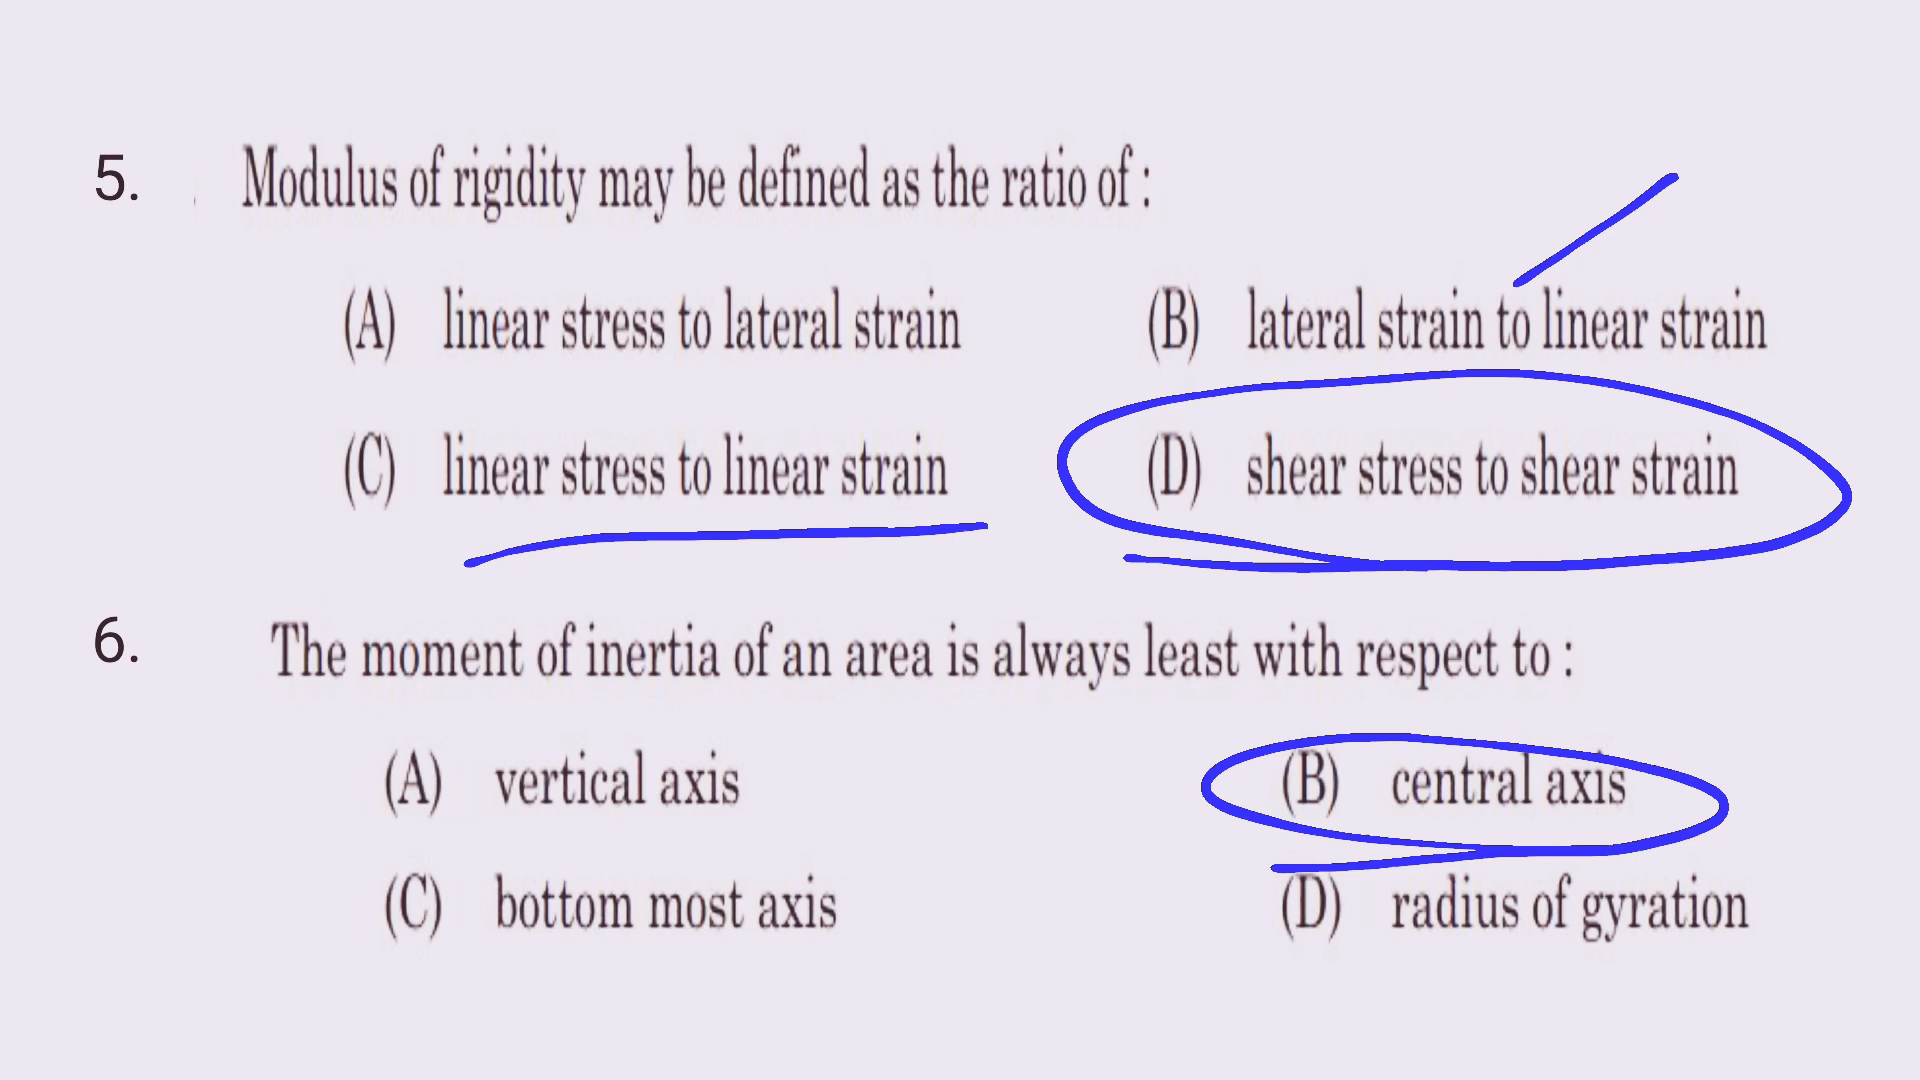 5. Modulus of rigidity may be defined as the ratio of :
(A) linear stress to lateral strain (B) lateral strain to linear strain
(C) linear stress to linear strain (D) shear stress to shear strain
6. The moment of inertia of an area is always least with respect to :
(A) vertical axis (B) central axis
(C) bottom most axis (D) radius of gyration